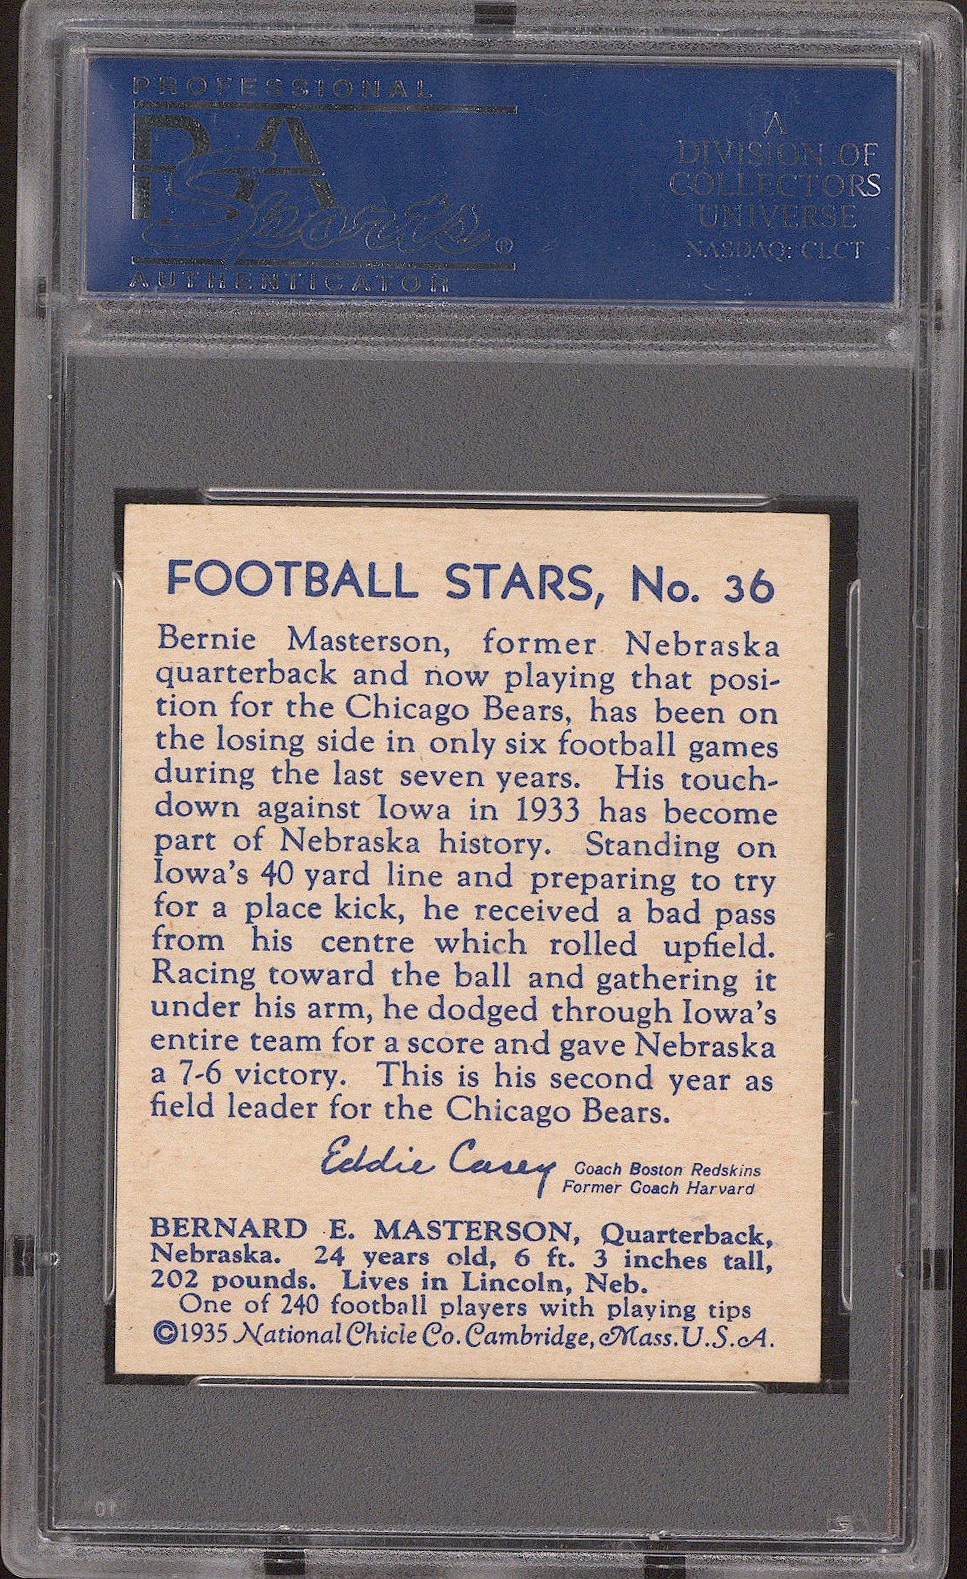 PROFESSIONAL
PSA
Sports®
AUTHENTICATOR
A
DIVISION OF
COLLECTORS
UNIVERSE
NASDAQ: CLCT
FOOTBALL STARS, No. 36
Bernie Masterson, former Nebraska
quarterback and now playing that posi-
tion for the Chicago Bears, has been on
the losing side in only six football games
during the last seven years. His touch-
down against Iowa in 1933 has become
part of Nebraska history. Standing on
Iowa's 40 yard line and preparing to try
for a place kick, he received a bad pass
from his centre which rolled upfield.
Racing toward the ball and gathering it
under his arm, he dodged through Iowa's
entire team for a score and gave Nebraska
a 7-6 victory. This is his second year as
field leader for the Chicago Bears.
Eddie Casey
Coach Boston Redskins
Former Coach Harvard
BERNARD E. MASTERSON, Quarterback,
Nebraska. 24 years old, 6 ft. 3 inches tall,
202 pounds. Lives in Lincoln, Neb.
One of 240 football players with playing tips
©1935 National Chicle Co. Cambridge, Mass. U.S.A.